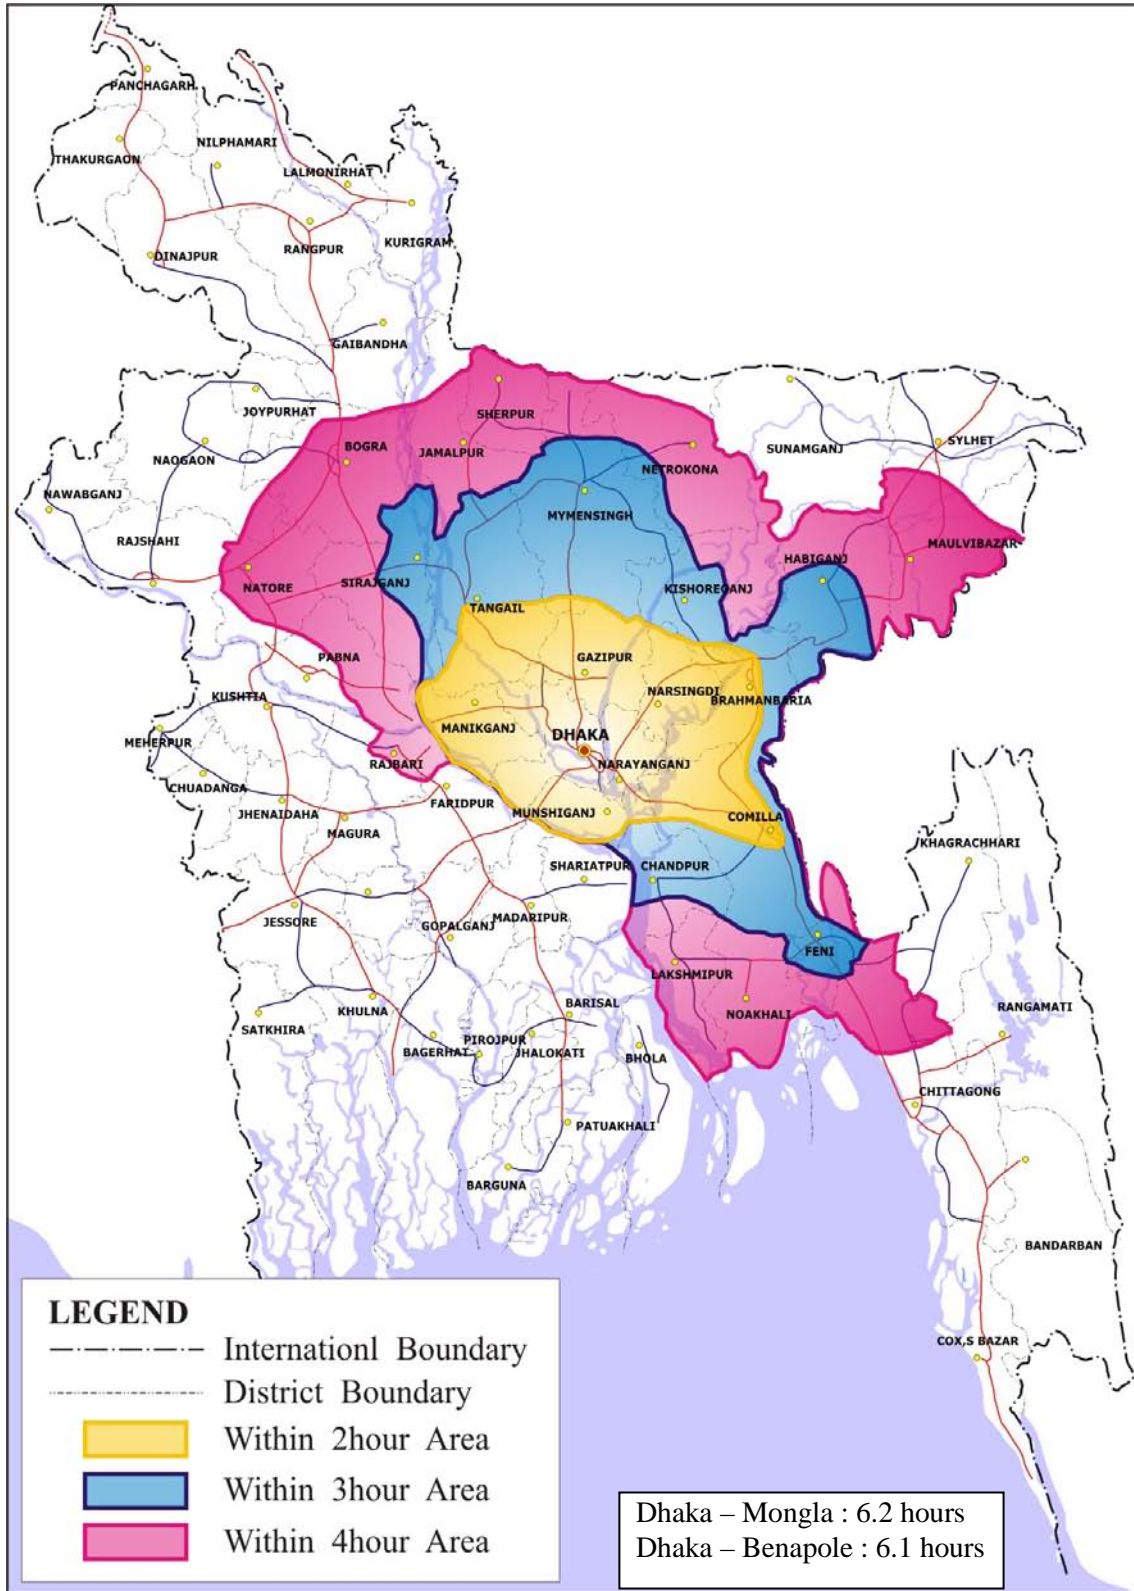 PANCHAGARH
THAKURGAON
NILPHAMARI
LALMONIRHAT
DINAJPUR
RANGPUR
KURIGRAM
GAIBANDHA
JOYPURHAT
SHERPUR
BOGRA
JAMALPUR
NETROKONA
SUNAMGANJ
SYLHET
NAOGAON
NAWABGANJ
MYMENSINGH
RAJSHAHI
NATORE
SIRAJGANJ
HABIGANJ
MAULVIBAZAR
KISHOREGANJ
TANGAIL
PABNA
GAZIPUR
KUSHTIA
NARSINGDI
BRAHMANBARIA
MANIKGANJ
MEHERPUR
DHAKA
RAJBARI
NARAYANGANJ
CHUADANGA
FARIDPUR
JHENAIDAHA
MAGURA
MUNSHIGANJ
COMILLA
KHAGRACHHARI
SHARIATPUR
CHANDPUR
JESSORE
GOPALGANJ
MADARIPUR
FENI
LAKSHMIPUR
NOAKHALI
RANGAMATI
SATKHIRA
KHULNA
BARISAL
BAGERHAT
PIROJPUR
JHALOKATI
BHOLA
CHITTAGONG
PATUAKHALI
BARGUNA
BANDARBAN
COX,S BAZAR
LEGEND
Internationl Boundary
District Boundary
Within 2hour Area
Within 3hour Area
Within 4hour Area
Dhaka – Mongla : 6.2 hours
Dhaka – Benapole : 6.1 hours